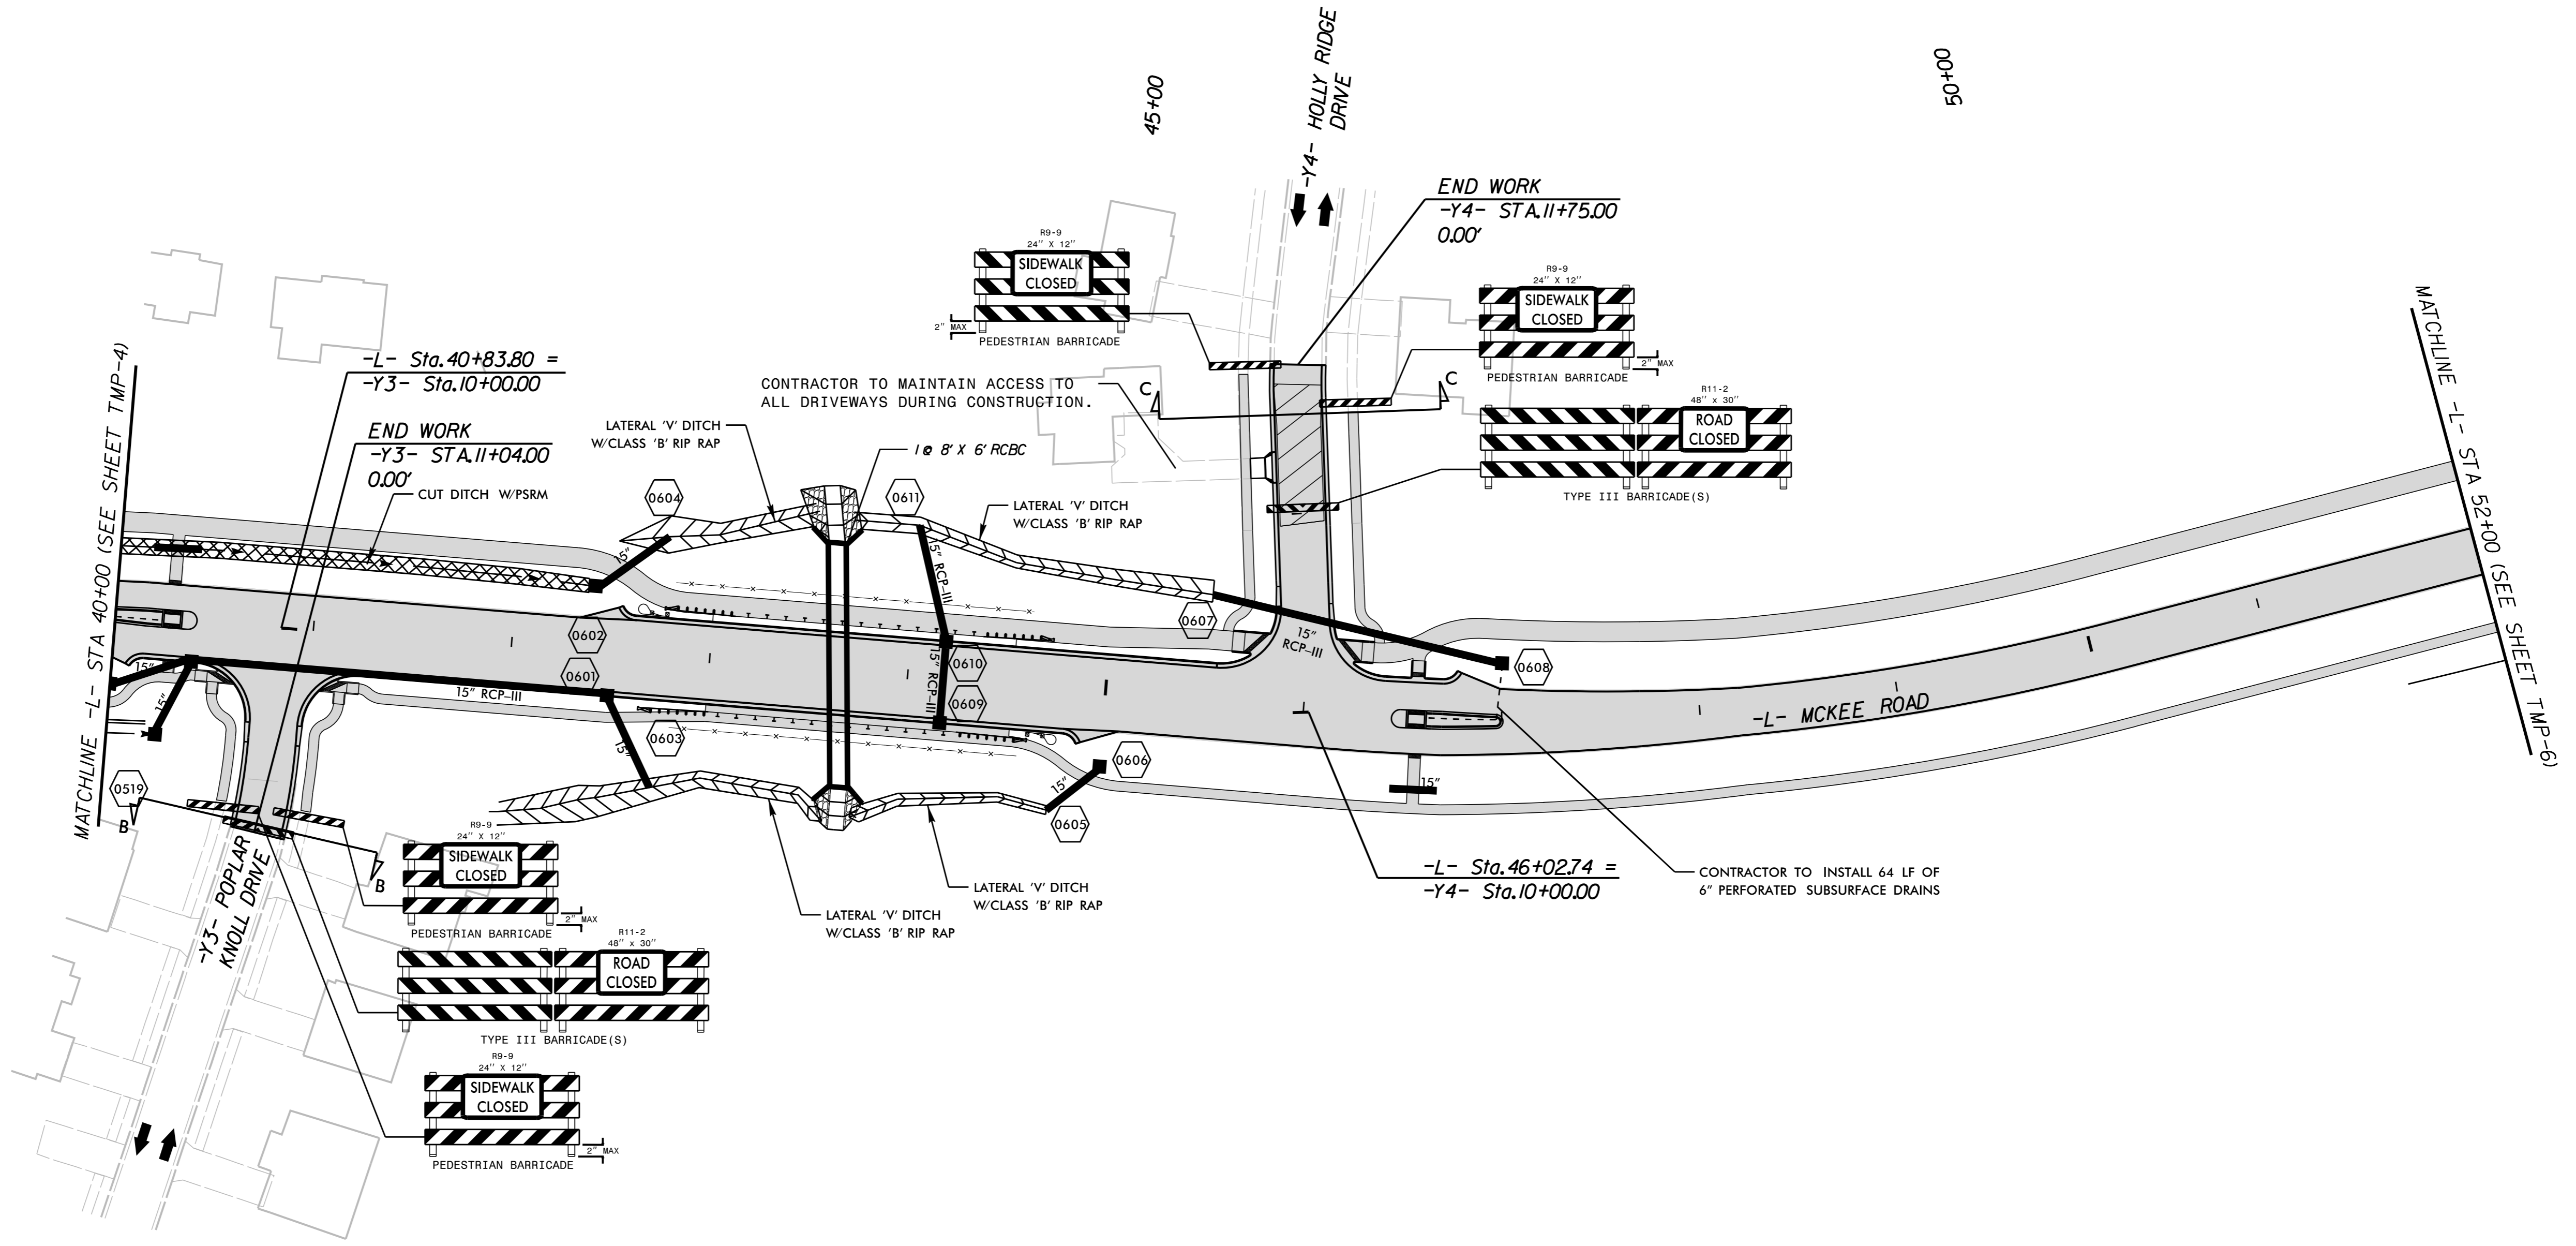 45+00
-Y4- HOLLY RIDGE
DRIVE
50+00
END WORK
-Y4- STA.11+75.00
0.00'
R9-9
24" X 12"
SIDEWALK
CLOSED
2" MAX
PEDESTRIAN BARRICADE
R9-9
24" X 12"
SIDEWALK
CLOSED
2" MAX
PEDESTRIAN BARRICADE
R11-2
48" x 30"
ROAD
CLOSED
TYPE III BARRICADE(S)
MATCHLINE -L- STA 40+00 (SEE SHEET TMP-4)
-L- Sta.40+83.80 =
-Y3- Sta.10+00.00
END WORK
-Y3- STA.11+04.00
0.00'
CUT DITCH W/PSRM
CONTRACTOR TO MAINTAIN ACCESS TO
ALL DRIVEWAYS DURING CONSTRUCTION.
C
C
LATERAL 'V' DITCH
W/CLASS 'B' RIP RAP
1 @ 8' X 6' RCBC
0604
0611
LATERAL 'V' DITCH
W/CLASS 'B' RIP RAP
15"
15" RCP-III
0602
0607
15"
RCP-III
0601
0610
15" RCP-III
0609
0608
15"
15"
15" RCP-III
0603
15"
0606
15"
0605
15"
-L- MCKEE ROAD
MATCHLINE -L- STA 52+00 (SEE SHEET TMP-6)
0519
B
B
-Y3- POPLAR
KNOLL DRIVE
R9-9
24" X 12"
SIDEWALK
CLOSED
2" MAX
PEDESTRIAN BARRICADE
R11-2
48" x 30"
ROAD
CLOSED
TYPE III BARRICADE(S)
R9-9
24" X 12"
SIDEWALK
CLOSED
2" MAX
PEDESTRIAN BARRICADE
LATERAL 'V' DITCH
W/CLASS 'B' RIP RAP
LATERAL 'V' DITCH
W/CLASS 'B' RIP RAP
-L- Sta.46+02.74 =
-Y4- Sta.10+00.00
CONTRACTOR TO INSTALL 64 LF OF
6" PERFORATED SUBSURFACE DRAINS